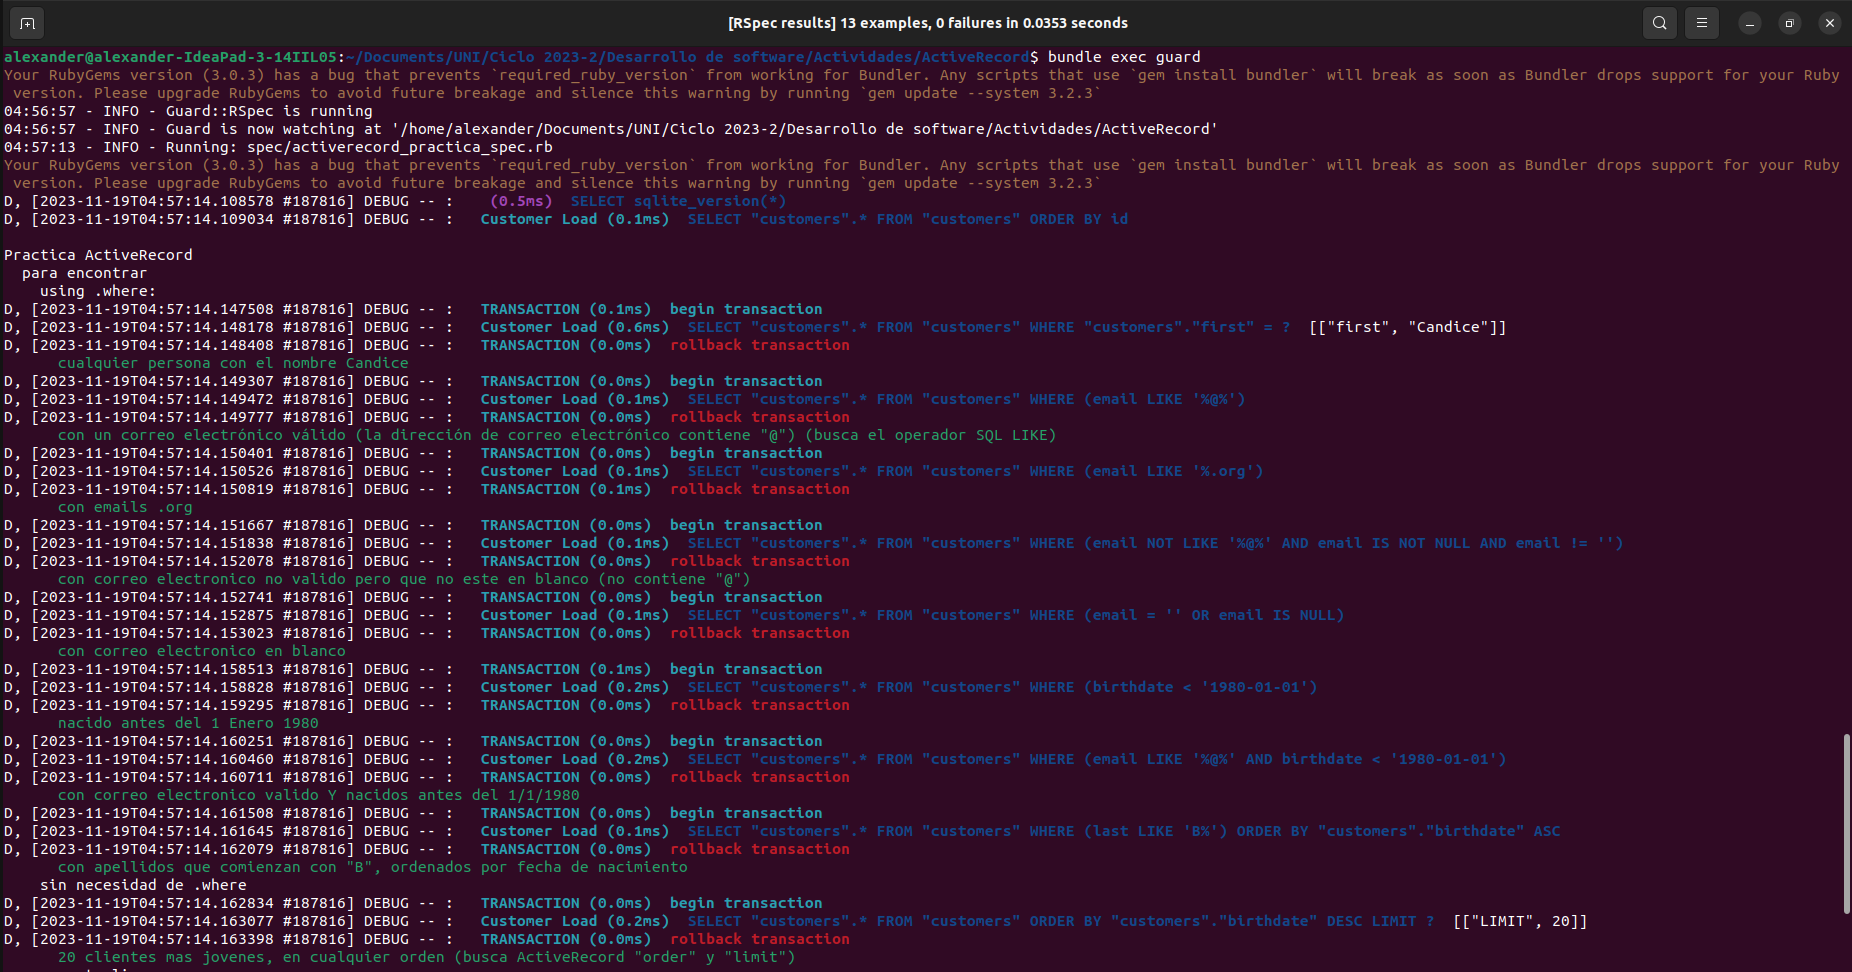 [RSpec results] 13 examples, 0 failures in 0.0353 seconds
alexander@alexander-IdeaPad-3-14IIL05:~/Documents/UNI/Ciclo 2023-2/Desarrollo de software/Actividades/ActiveRecord$ bundle exec guard
Your RubyGems version (3.0.3) has a bug that prevents `required_ruby_version` from working for Bundler. Any scripts that use `gem install bundler` will break as soon as Bundler drops support for your Ruby
version. Please upgrade RubyGems to avoid future breakage and silence this warning by running `gem update --system 3.2.3`
04:56:57 - INFO - Guard::RSpec is running
04:56:57 - INFO - Guard is now watching at '/home/alexander/Documents/UNI/Ciclo 2023-2/Desarrollo de software/Actividades/ActiveRecord'
04:57:13 - INFO - Running: spec/activerecord_practica_spec.rb
Your RubyGems version (3.0.3) has a bug that prevents `required_ruby_version` from working for Bundler. Any scripts that use `gem install bundler` will break as soon as Bundler drops support for your Ruby
version. Please upgrade RubyGems to avoid future breakage and silence this warning by running `gem update --system 3.2.3`
D, [2023-11-19T04:57:14.108578 #187816] DEBUG -- :    (0.5ms)  SELECT sqlite_version(*)
D, [2023-11-19T04:57:14.109034 #187816] DEBUG -- :   Customer Load (0.1ms)  SELECT "customers".* FROM "customers" ORDER BY id
Practica ActiveRecord
  para encontrar
    using .where:
D, [2023-11-19T04:57:14.147508 #187816] DEBUG -- :   TRANSACTION (0.1ms)  begin transaction
D, [2023-11-19T04:57:14.148178 #187816] DEBUG -- :   Customer Load (0.6ms)  SELECT "customers".* FROM "customers" WHERE "customers"."first" = ?  [["first", "Candice"]]
D, [2023-11-19T04:57:14.148408 #187816] DEBUG -- :   TRANSACTION (0.0ms)  rollback transaction
      cualquier persona con el nombre Candice
D, [2023-11-19T04:57:14.149307 #187816] DEBUG -- :   TRANSACTION (0.0ms)  begin transaction
D, [2023-11-19T04:57:14.149472 #187816] DEBUG -- :   Customer Load (0.1ms)  SELECT "customers".* FROM "customers" WHERE (email LIKE '%@%')
D, [2023-11-19T04:57:14.149777 #187816] DEBUG -- :   TRANSACTION (0.0ms)  rollback transaction
      con un correo electrónico válido (la dirección de correo electrónico contiene "@") (busca el operador SQL LIKE)
D, [2023-11-19T04:57:14.150401 #187816] DEBUG -- :   TRANSACTION (0.0ms)  begin transaction
D, [2023-11-19T04:57:14.150526 #187816] DEBUG -- :   Customer Load (0.1ms)  SELECT "customers".* FROM "customers" WHERE (email LIKE '%.org')
D, [2023-11-19T04:57:14.150819 #187816] DEBUG -- :   TRANSACTION (0.1ms)  rollback transaction
      con emails .org
D, [2023-11-19T04:57:14.151667 #187816] DEBUG -- :   TRANSACTION (0.0ms)  begin transaction
D, [2023-11-19T04:57:14.151838 #187816] DEBUG -- :   Customer Load (0.1ms)  SELECT "customers".* FROM "customers" WHERE (email NOT LIKE '%@%' AND email IS NOT NULL AND email != '')
D, [2023-11-19T04:57:14.152078 #187816] DEBUG -- :   TRANSACTION (0.0ms)  rollback transaction
      con correo electronico no valido pero que no este en blanco (no contiene "@")
D, [2023-11-19T04:57:14.152741 #187816] DEBUG -- :   TRANSACTION (0.0ms)  begin transaction
D, [2023-11-19T04:57:14.152875 #187816] DEBUG -- :   Customer Load (0.1ms)  SELECT "customers".* FROM "customers" WHERE (email = '' OR email IS NULL)
D, [2023-11-19T04:57:14.153023 #187816] DEBUG -- :   TRANSACTION (0.0ms)  rollback transaction
      con correo electronico en blanco
D, [2023-11-19T04:57:14.158513 #187816] DEBUG -- :   TRANSACTION (0.1ms)  begin transaction
D, [2023-11-19T04:57:14.158828 #187816] DEBUG -- :   Customer Load (0.2ms)  SELECT "customers".* FROM "customers" WHERE (birthdate < '1980-01-01')
D, [2023-11-19T04:57:14.159295 #187816] DEBUG -- :   TRANSACTION (0.0ms)  rollback transaction
      nacido antes del 1 Enero 1980
D, [2023-11-19T04:57:14.160251 #187816] DEBUG -- :   TRANSACTION (0.0ms)  begin transaction
D, [2023-11-19T04:57:14.160460 #187816] DEBUG -- :   Customer Load (0.2ms)  SELECT "customers".* FROM "customers" WHERE (email LIKE '%@%' AND birthdate < '1980-01-01')
D, [2023-11-19T04:57:14.160711 #187816] DEBUG -- :   TRANSACTION (0.0ms)  rollback transaction
      con correo electronico valido Y nacidos antes del 1/1/1980
D, [2023-11-19T04:57:14.161508 #187816] DEBUG -- :   TRANSACTION (0.0ms)  begin transaction
D, [2023-11-19T04:57:14.161645 #187816] DEBUG -- :   Customer Load (0.1ms)  SELECT "customers".* FROM "customers" WHERE (last LIKE 'B%') ORDER BY "customers"."birthdate" ASC
D, [2023-11-19T04:57:14.162079 #187816] DEBUG -- :   TRANSACTION (0.0ms)  rollback transaction
      con apellidos que comienzan con "B", ordenados por fecha de nacimiento
    sin necesidad de .where
D, [2023-11-19T04:57:14.162834 #187816] DEBUG -- :   TRANSACTION (0.0ms)  begin transaction
D, [2023-11-19T04:57:14.163077 #187816] DEBUG -- :   Customer Load (0.2ms)  SELECT "customers".* FROM "customers" ORDER BY "customers"."birthdate" DESC LIMIT ?  [["LIMIT", 20]]
D, [2023-11-19T04:57:14.163398 #187816] DEBUG -- :   TRANSACTION (0.0ms)  rollback transaction
      20 clientes mas jovenes, en cualquier orden (busca ActiveRecord "order" y "limit")